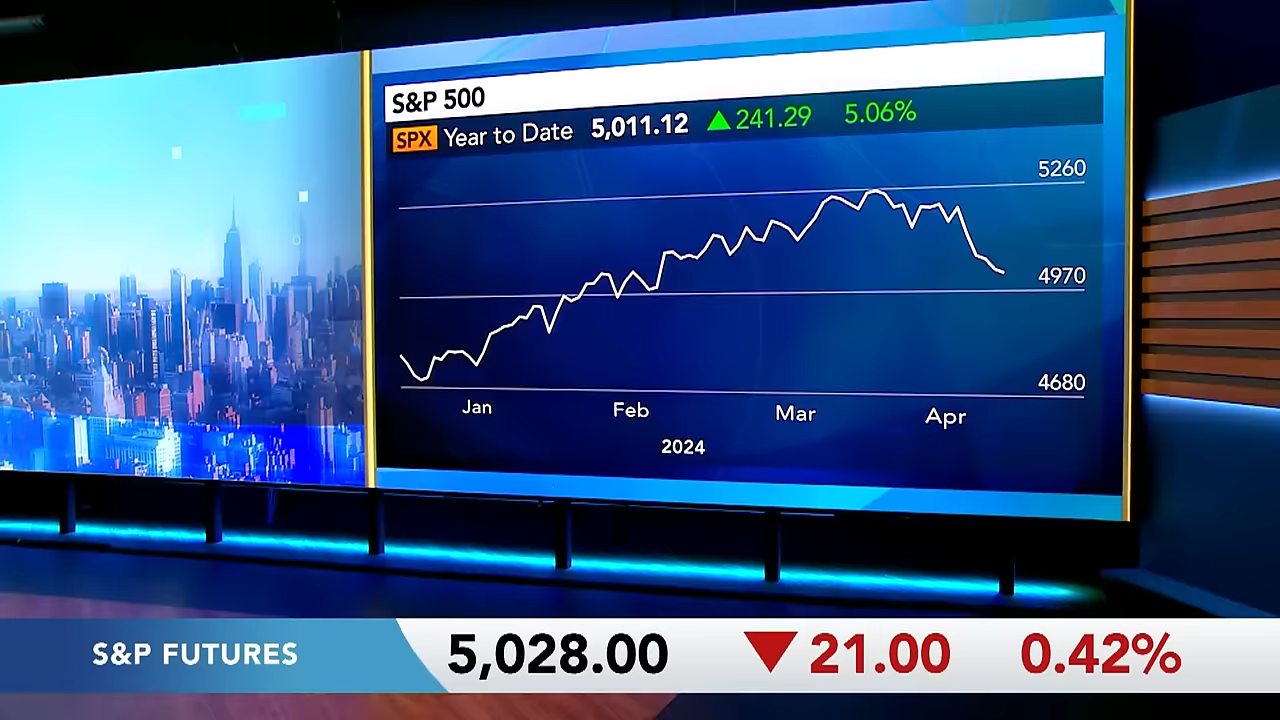 S&P 500
SPX Year to Date 5,011.12 ▲241.29 5.06%
5260
4970
4680
Jan Feb Mar Apr
2024
S&P FUTURES 5,028.00 ▼21.00 0.42%